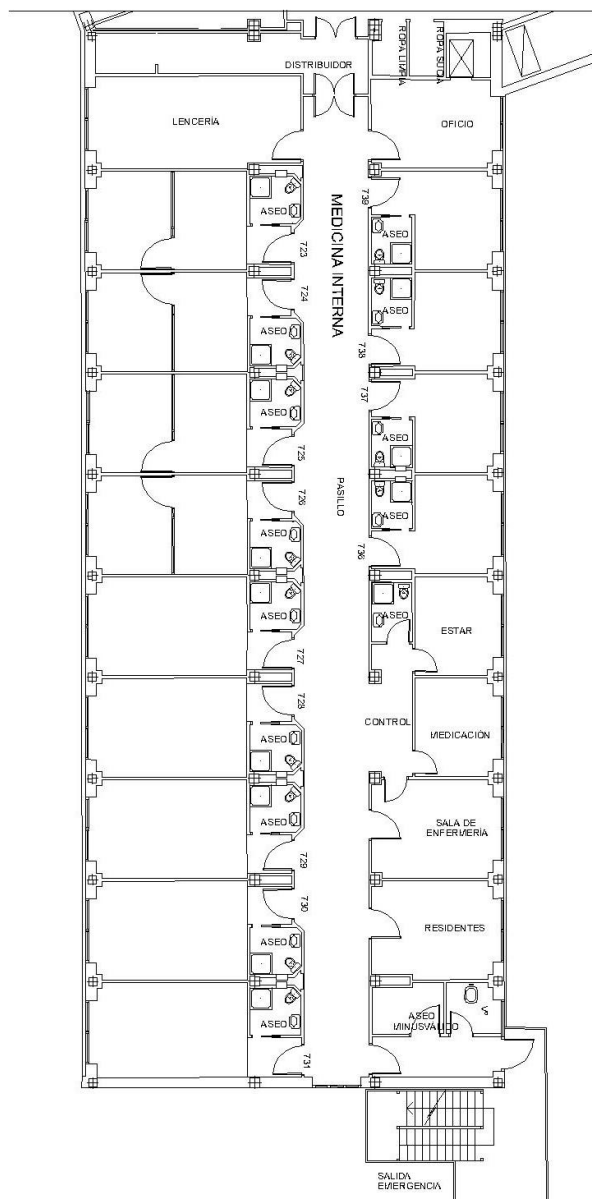 ROPA LIMPIA
ROPA SUCIA
DISTRIBUIDOR
LENCERÍA
OFICIO
MEDICINA INTERNA
739
ASEO
ASEO
723
724
ASEO
ASEO
738
737
ASEO
ASEO
725
ASEO
726
PASILLO
ASEO
ASEO
736
ASEO
ASEO
ESTAR
727
728
CONTROL
MEDICACIÓN
ASEO
ASEO
SALA DE
ENFERMERÍA
729
730
RESIDENTES
ASEO
ASEO
ASEO
MINUSVÁLIDO
731
SALIDA
EMERGENCIA